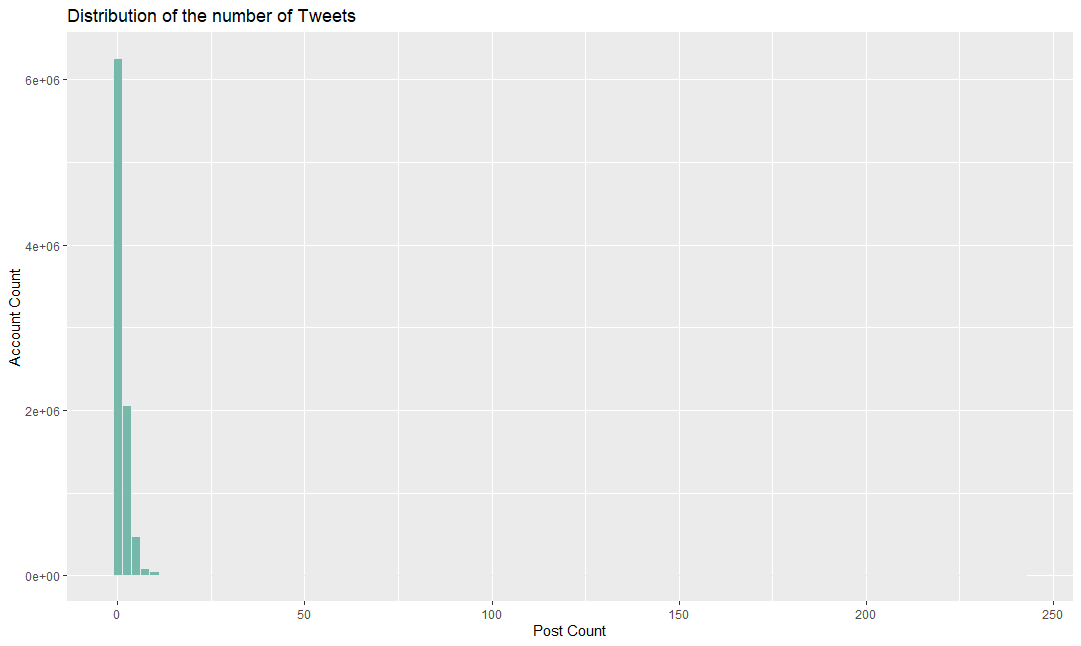 Distribution of the number of Tweets
6e+06
4e+06
2e+06
0e+00
Account Count
0 50 100 150 200 250
Post Count